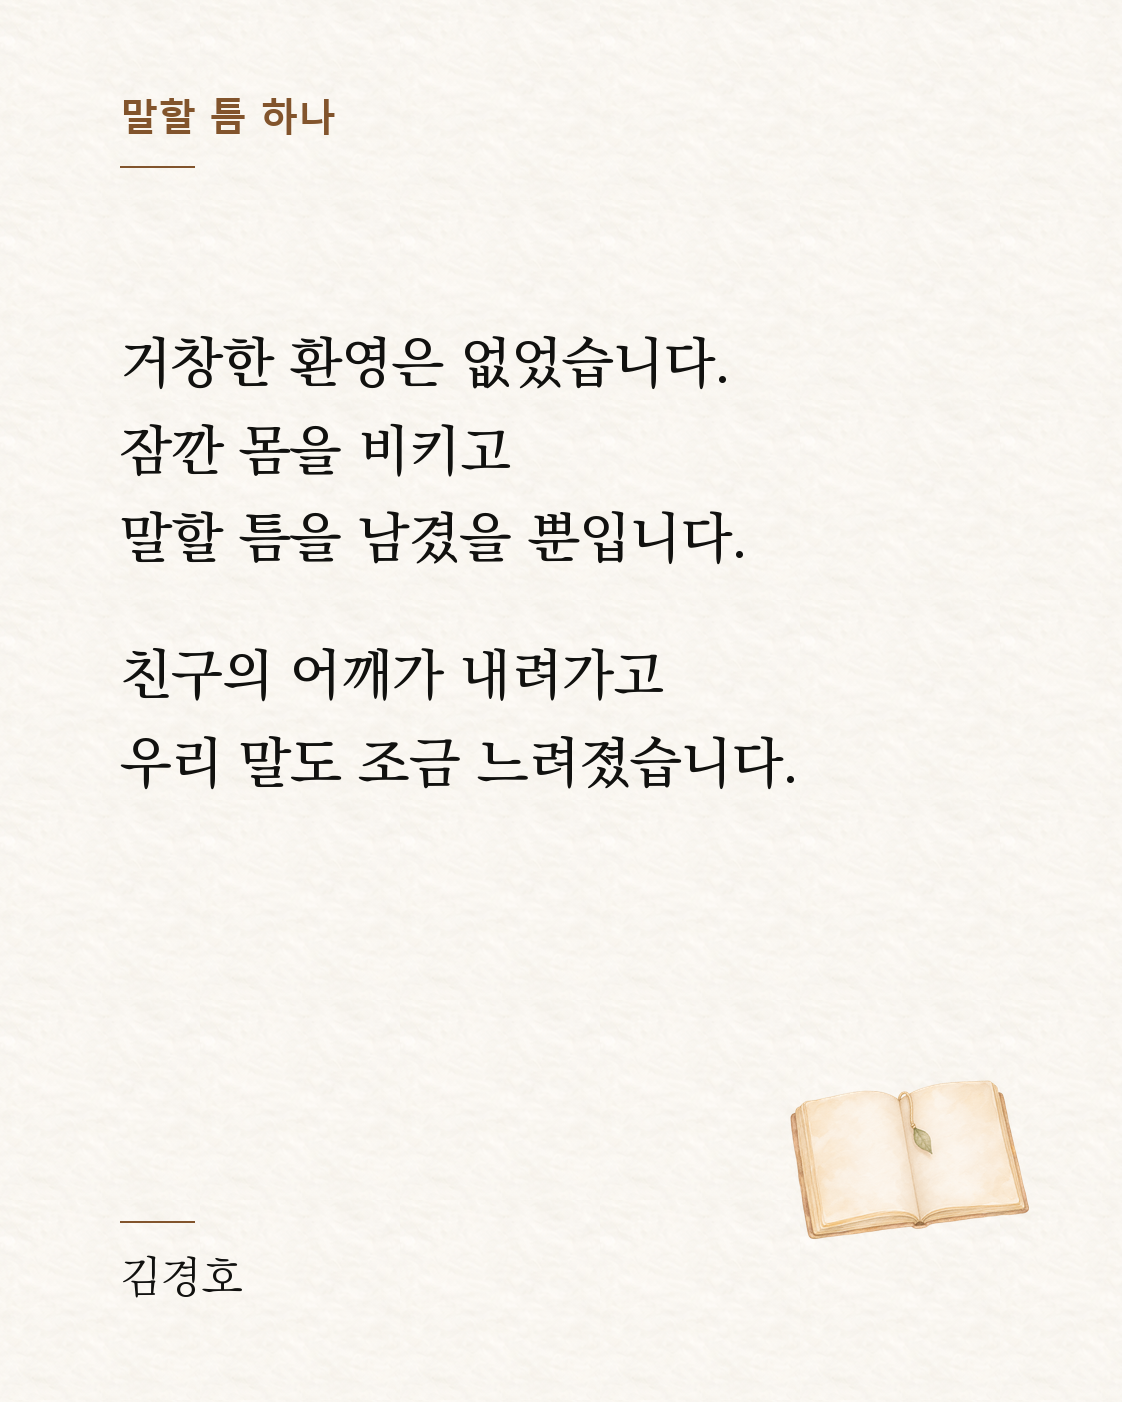 말할 틈 하나
거창한 환영은 없었습니다.
잠깐 몸을 비키고
말할 틈을 남겼을 뿐입니다.
친구의 어깨가 내려가고
우리 말도 조금 느려졌습니다.
김경호